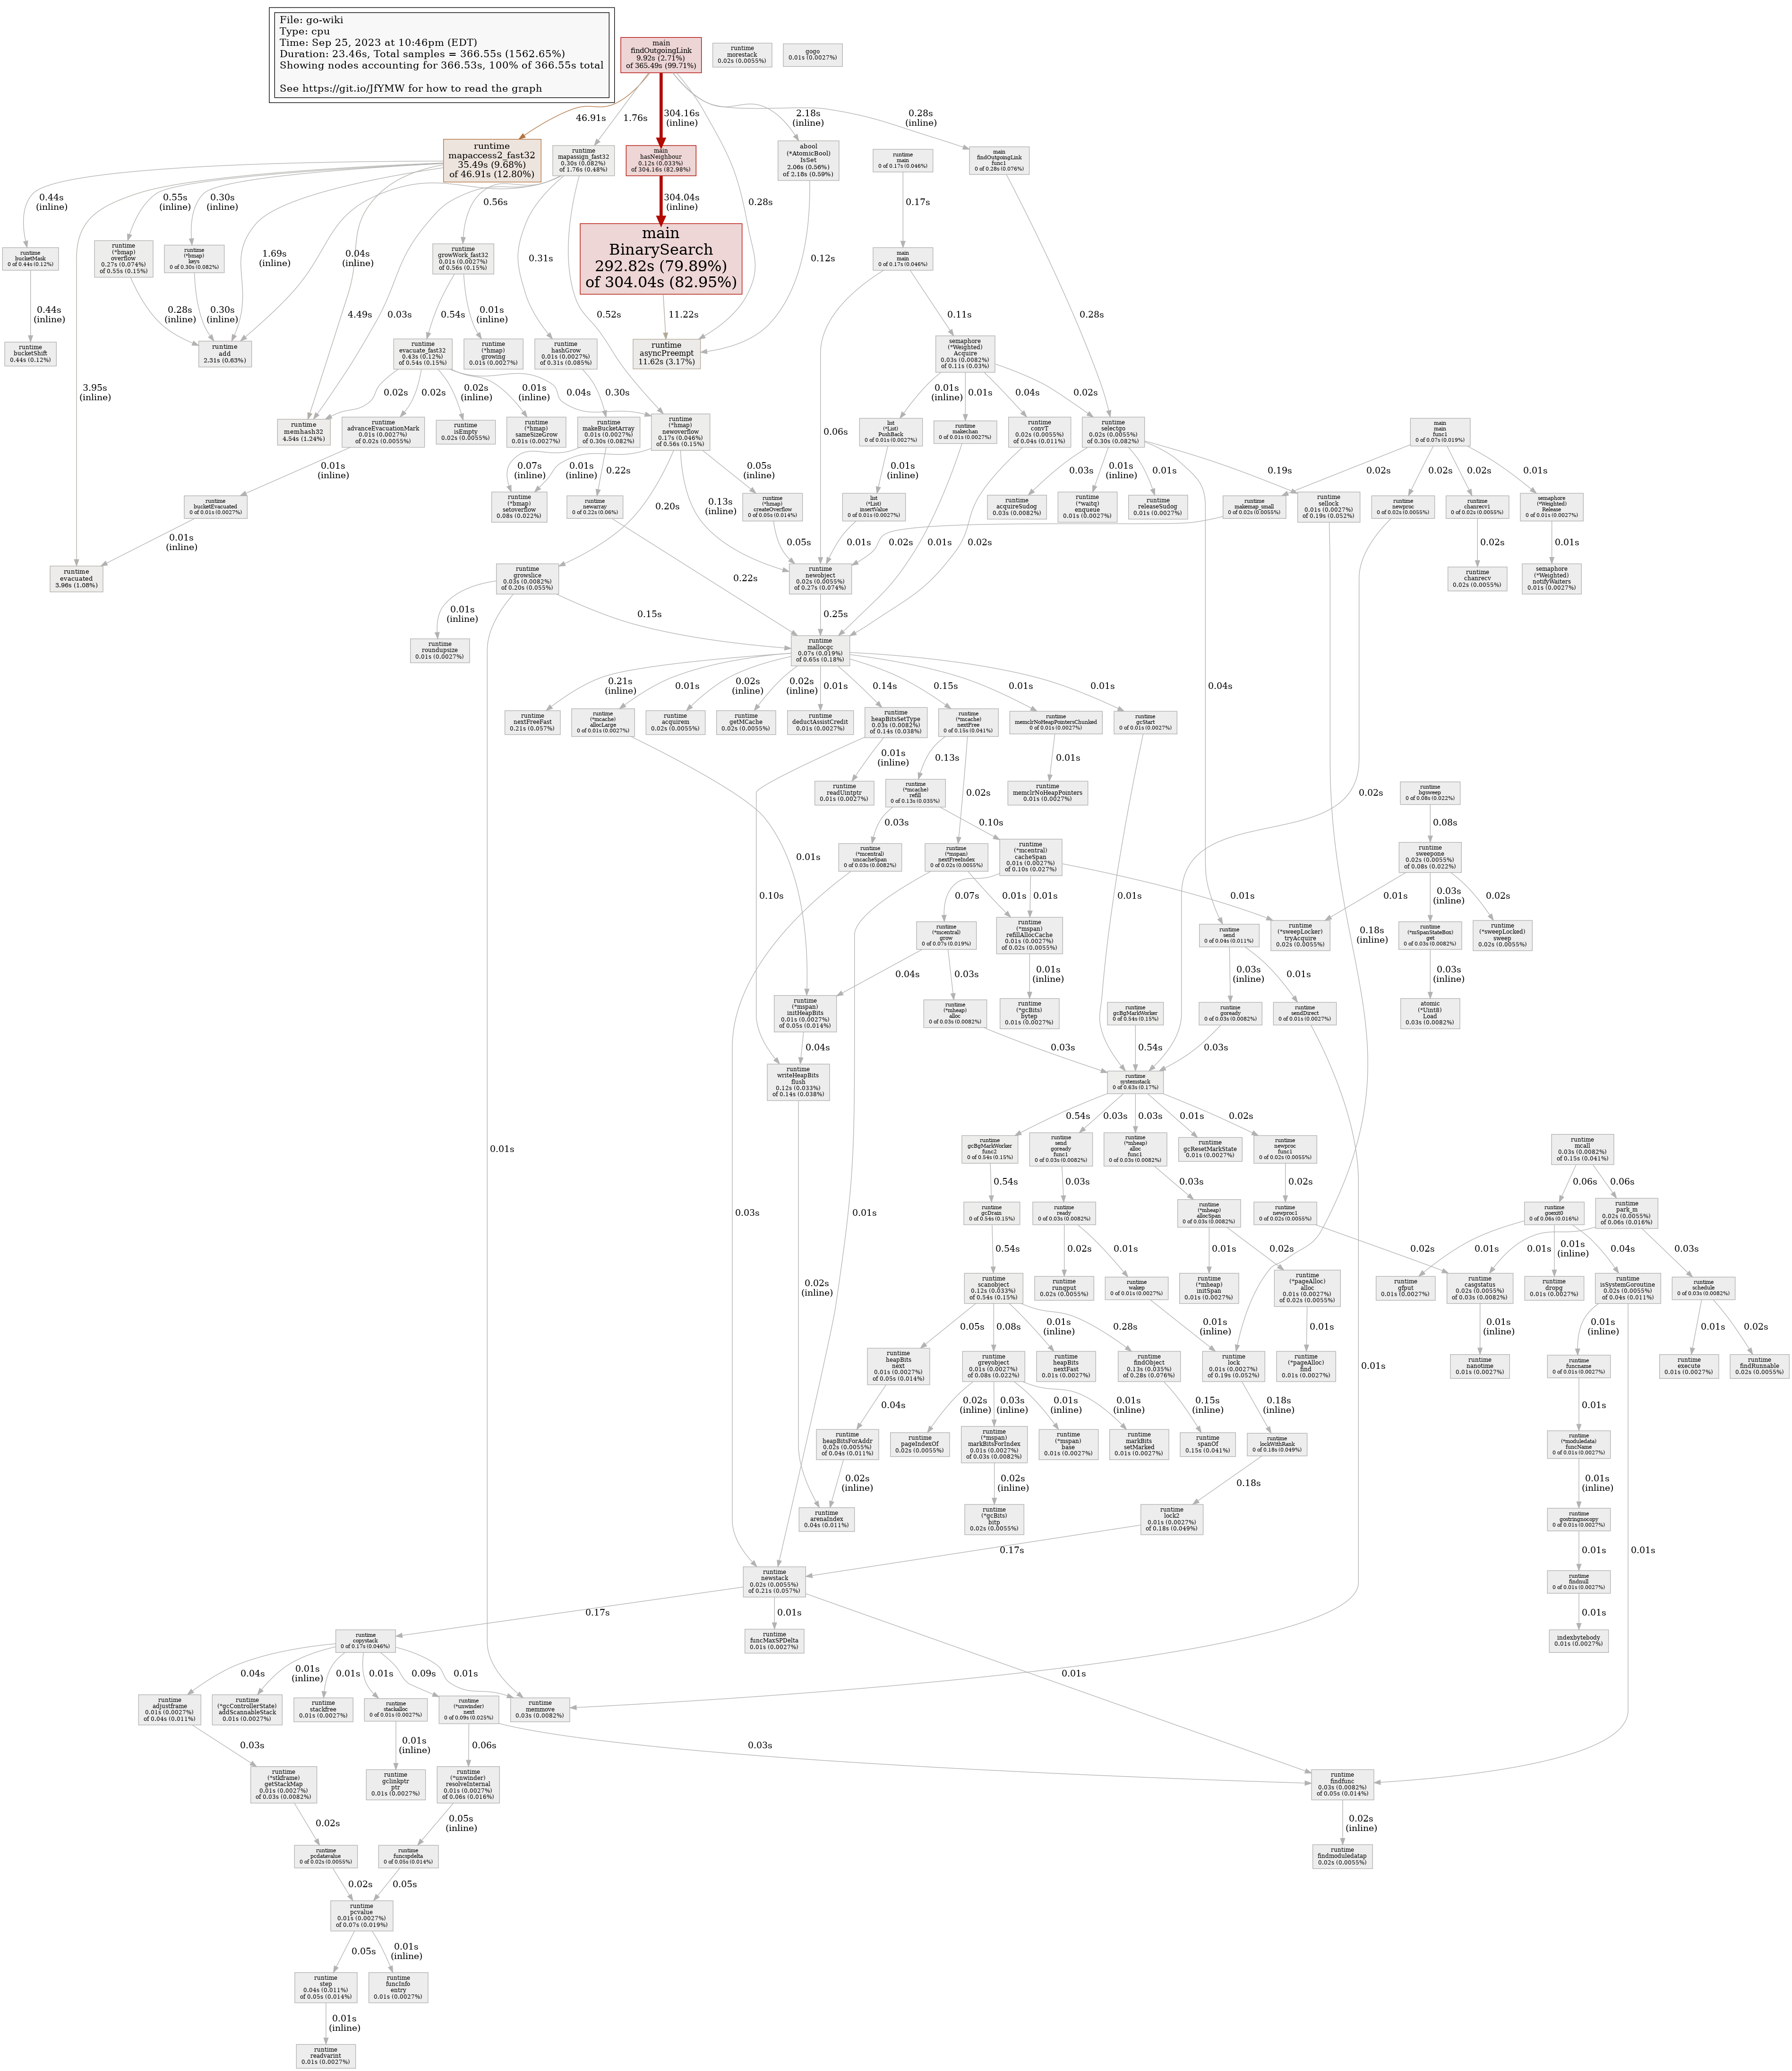 File: go-wiki
Type: cpu
Time: Sep 25, 2023 at 10:46pm (EDT)
Duration: 23.46s, Total samples = 366.55s (1562.65%)
Showing nodes accounting for 366.53s, 100% of 366.55s total
See https://git.io/JfYMW for how to read the graph
main
findOutgoingLink
9.92s (2.71%)
of 365.49s (99.71%)
runtime
morestack
0.02s (0.0055%)
gogo
0.01s (0.0027%)
46.91s
1.76s
304.16s
(inline)
2.18s
(inline)
0.28s
(inline)
runtime
mapaccess2_fast32
35.49s (9.68%)
of 46.91s (12.80%)
runtime
mapassign_fast32
0.30s (0.082%)
of 1.76s (0.48%)
main
hasNeighbour
0.12s (0.033%)
of 304.16s (82.98%)
abool
(*AtomicBool)
IsSet
2.06s (0.56%)
of 2.18s (0.59%)
runtime
main
0 of 0.17s (0.046%)
main
findOutgoingLink
func1
0 of 0.28s (0.076%)
0.44s
(inline)
0.55s
(inline)
0.30s
(inline)
1.69s
(inline)
0.04s
(inline)
0.56s
304.04s
(inline)
0.28s
0.17s
runtime
bucketMask
0 of 0.44s (0.12%)
runtime
(*bmap)
overflow
0.27s (0.074%)
of 0.55s (0.15%)
runtime
(*bmap)
keys
0 of 0.30s (0.082%)
runtime
growWork_fast32
0.01s (0.0027%)
of 0.56s (0.15%)
0.31s
main
BinarySearch
292.82s (79.89%)
of 304.04s (82.95%)
0.12s
main
main
0 of 0.17s (0.046%)
0.44s
(inline)
0.28s
(inline)
0.30s
(inline)
4.49s
0.03s
0.54s
0.01s
(inline)
0.52s
11.22s
0.11s
0.28s
runtime
bucketShift
0.44s (0.12%)
runtime
add
2.31s (0.63%)
runtime
evacuate_fast32
0.43s (0.12%)
of 0.54s (0.15%)
runtime
(*hmap)
growing
0.01s (0.0027%)
runtime
hashGrow
0.01s (0.0027%)
of 0.31s (0.085%)
runtime
asyncPreempt
11.62s (3.17%)
semaphore
(*Weighted)
Acquire
0.03s (0.0082%)
of 0.11s (0.03%)
3.95s
(inline)
0.02s
0.02s
0.02s
(inline)
0.01s
(inline)
0.04s
0.30s
0.06s
0.01s
(inline)
0.01s
0.04s
0.02s
runtime
memhash32
4.54s (1.24%)
runtime
advanceEvacuationMark
0.01s (0.0027%)
of 0.02s (0.0055%)
runtime
isEmpty
0.02s (0.0055%)
runtime
(*hmap)
sameSizeGrow
0.01s (0.0027%)
runtime
makeBucketArray
0.01s (0.0027%)
of 0.30s (0.082%)
runtime
(*hmap)
newoverflow
0.17s (0.046%)
of 0.56s (0.15%)
list
(*List)
PushBack
0 of 0.01s (0.0027%)
runtime
makechan
0 of 0.01s (0.0027%)
runtime
convT
0.02s (0.0055%)
of 0.04s (0.011%)
runtime
selectgo
0.02s (0.0055%)
of 0.30s (0.082%)
main
main
func1
0 of 0.07s (0.019%)
0.01s
(inline)
0.07s
(inline)
0.01s
(inline)
0.22s
0.20s
0.13s
(inline)
0.05s
(inline)
0.01s
(inline)
0.03s
0.01s
(inline)
0.01s
0.19s
0.02s
0.02s
0.02s
0.01s
runtime
bucketEvacuated
0 of 0.01s (0.0027%)
runtime
(*bmap)
setoverflow
0.08s (0.022%)
runtime
newarray
0 of 0.22s (0.06%)
runtime
(*hmap)
createOverflow
0 of 0.05s (0.014%)
list
(*List)
insertValue
0 of 0.01s (0.0027%)
runtime
acquireSudog
0.03s (0.0082%)
runtime
(*waitq)
enqueue
0.01s (0.0027%)
runtime
releaseSudog
0.01s (0.0027%)
runtime
makemap_small
0 of 0.02s (0.0055%)
runtime
sellock
0.01s (0.0027%)
of 0.19s (0.052%)
runtime
newproc
0 of 0.02s (0.0055%)
runtime
chanrecv1
0 of 0.02s (0.0055%)
semaphore
(*Weighted)
Release
0 of 0.01s (0.0027%)
0.01s
(inline)
0.05s
0.01s
0.02s
0.01s
0.02s
0.02s
0.01s
runtime
evacuated
3.96s (1.08%)
runtime
growslice
0.03s (0.0082%)
of 0.20s (0.055%)
0.22s
runtime
newobject
0.02s (0.0055%)
of 0.27s (0.074%)
runtime
chanrecv
0.02s (0.0055%)
semaphore
(*Weighted)
notifyWaiters
0.01s (0.0027%)
0.01s
(inline)
0.15s
0.25s
runtime
roundupsize
0.01s (0.0027%)
runtime
mallocgc
0.07s (0.019%)
of 0.65s (0.18%)
0.21s
(inline)
0.01s
0.02s
(inline)
0.02s
(inline)
0.01s
0.14s
0.15s
0.01s
0.01s
0.04s
runtime
nextFreeFast
0.21s (0.057%)
runtime
(*mcache)
allocLarge
0 of 0.01s (0.0027%)
runtime
acquirem
0.02s (0.0055%)
runtime
getMCache
0.02s (0.0055%)
runtime
deductAssistCredit
0.01s (0.0027%)
runtime
heapBitsSetType
0.03s (0.0082%)
of 0.14s (0.038%)
runtime
(*mcache)
nextFree
0 of 0.15s (0.041%)
runtime
memclrNoHeapPointersChunked
0 of 0.01s (0.0027%)
runtime
gcStart
0 of 0.01s (0.0027%)
0.01s
(inline)
0.13s
0.02s
0.01s
0.02s
runtime
readUintptr
0.01s (0.0027%)
runtime
(*mcache)
refill
0 of 0.13s (0.035%)
runtime
memclrNoHeapPointers
0.01s (0.0027%)
runtime
bgsweep
0 of 0.08s (0.022%)
0.03s
0.10s
0.08s
0.01s
runtime
(*mcentral)
uncacheSpan
0 of 0.03s (0.0082%)
runtime
(*mspan)
nextFreeIndex
0 of 0.02s (0.0055%)
runtime
(*mcentral)
cacheSpan
0.01s (0.0027%)
of 0.10s (0.027%)
runtime
sweepone
0.02s (0.0055%)
of 0.08s (0.022%)
0.10s
0.07s
0.01s
0.01s
0.01s
0.01s
0.01s
0.03s
(inline)
0.02s
runtime
(*mcentral)
grow
0 of 0.07s (0.019%)
runtime
(*mspan)
refillAllocCache
0.01s (0.0027%)
of 0.02s (0.0055%)
runtime
send
0 of 0.04s (0.011%)
runtime
(*sweepLocker)
tryAcquire
0.02s (0.0055%)
0.18s
(inline)
runtime
(*mSpanStateBox)
get
0 of 0.03s (0.0082%)
runtime
(*sweepLocked)
sweep
0.02s (0.0055%)
0.04s
0.03s
0.01s
(inline)
0.03s
(inline)
0.01s
0.03s
(inline)
runtime
(*mspan)
initHeapBits
0.01s (0.0027%)
of 0.05s (0.014%)
runtime
(*mheap)
alloc
0 of 0.03s (0.0082%)
runtime
(*gcBits)
bytep
0.01s (0.0027%)
runtime
gcBgMarkWorker
0 of 0.54s (0.15%)
runtime
goready
0 of 0.03s (0.0082%)
runtime
sendDirect
0 of 0.01s (0.0027%)
atomic
(*Uint8)
Load
0.03s (0.0082%)
0.04s
0.03s
0.54s
0.03s
runtime
writeHeapBits
flush
0.12s (0.033%)
of 0.14s (0.038%)
runtime
systemstack
0 of 0.63s (0.17%)
0.54s
0.03s
0.03s
0.01s
0.02s
0.01s
runtime
gcBgMarkWorker
func2
0 of 0.54s (0.15%)
runtime
send
goready
func1
0 of 0.03s (0.0082%)
runtime
(*mheap)
alloc
func1
0 of 0.03s (0.0082%)
runtime
gcResetMarkState
0.01s (0.0027%)
runtime
newproc
func1
0 of 0.02s (0.0055%)
runtime
mcall
0.03s (0.0082%)
of 0.15s (0.041%)
0.54s
0.03s
0.03s
0.02s
0.06s
0.06s
0.03s
0.01s
runtime
gcDrain
0 of 0.54s (0.15%)
runtime
ready
0 of 0.03s (0.0082%)
runtime
(*mheap)
allocSpan
0 of 0.03s (0.0082%)
runtime
newproc1
0 of 0.02s (0.0055%)
runtime
goexit0
0 of 0.06s (0.016%)
runtime
park_m
0.02s (0.0055%)
of 0.06s (0.016%)
0.54s
0.02s
0.01s
0.01s
0.02s
0.02s
0.01s
0.01s
0.01s
(inline)
0.04s
0.03s
0.02s
(inline)
runtime
scanobject
0.12s (0.033%)
of 0.54s (0.15%)
runtime
runqput
0.02s (0.0055%)
runtime
wakep
0 of 0.01s (0.0027%)
runtime
(*mheap)
initSpan
0.01s (0.0027%)
runtime
(*pageAlloc)
alloc
0.01s (0.0027%)
of 0.02s (0.0055%)
runtime
gfput
0.01s (0.0027%)
runtime
casgstatus
0.02s (0.0055%)
of 0.03s (0.0082%)
runtime
dropg
0.01s (0.0027%)
runtime
isSystemGoroutine
0.02s (0.0055%)
of 0.04s (0.011%)
runtime
schedule
0 of 0.03s (0.0082%)
0.05s
0.08s
0.01s
(inline)
0.28s
0.01s
(inline)
0.01s
0.01s
(inline)
0.01s
(inline)
0.01s
0.02s
runtime
heapBits
next
0.01s (0.0027%)
of 0.05s (0.014%)
runtime
greyobject
0.01s (0.0027%)
of 0.08s (0.022%)
runtime
heapBits
nextFast
0.01s (0.0027%)
runtime
findObject
0.13s (0.035%)
of 0.28s (0.076%)
runtime
lock
0.01s (0.0027%)
of 0.19s (0.052%)
runtime
(*pageAlloc)
find
0.01s (0.0027%)
0.01s
runtime
nanotime
0.01s (0.0027%)
runtime
funcname
0 of 0.01s (0.0027%)
runtime
execute
0.01s (0.0027%)
runtime
findRunnable
0.02s (0.0055%)
0.04s
0.02s
(inline)
0.03s
(inline)
0.01s
(inline)
0.01s
(inline)
0.15s
(inline)
0.18s
(inline)
0.01s
runtime
heapBitsForAddr
0.02s (0.0055%)
of 0.04s (0.011%)
runtime
pageIndexOf
0.02s (0.0055%)
runtime
(*mspan)
markBitsForIndex
0.01s (0.0027%)
of 0.03s (0.0082%)
runtime
(*mspan)
base
0.01s (0.0027%)
runtime
markBits
setMarked
0.01s (0.0027%)
runtime
spanOf
0.15s (0.041%)
runtime
lockWithRank
0 of 0.18s (0.049%)
runtime
(*moduledata)
funcName
0 of 0.01s (0.0027%)
0.02s
(inline)
0.02s
(inline)
0.18s
0.01s
(inline)
runtime
arenaIndex
0.04s (0.011%)
runtime
(*gcBits)
bitp
0.02s (0.0055%)
runtime
lock2
0.01s (0.0027%)
of 0.18s (0.049%)
runtime
gostringnocopy
0 of 0.01s (0.0027%)
0.17s
0.01s
0.01s
runtime
newstack
0.02s (0.0055%)
of 0.21s (0.057%)
runtime
findnull
0 of 0.01s (0.0027%)
0.17s
0.01s
0.01s
runtime
copystack
0 of 0.17s (0.046%)
runtime
funcMaxSPDelta
0.01s (0.0027%)
indexbytebody
0.01s (0.0027%)
0.04s
0.01s
(inline)
0.01s
0.01s
0.09s
0.01s
0.01s
runtime
adjustframe
0.01s (0.0027%)
of 0.04s (0.011%)
runtime
(*gcControllerState)
addScannableStack
0.01s (0.0027%)
runtime
stackfree
0.01s (0.0027%)
runtime
stackalloc
0 of 0.01s (0.0027%)
runtime
(*unwinder)
next
0 of 0.09s (0.025%)
runtime
memmove
0.03s (0.0082%)
0.03s
0.01s
(inline)
0.06s
0.03s
runtime
(*stkframe)
getStackMap
0.01s (0.0027%)
of 0.03s (0.0082%)
runtime
gclinkptr
ptr
0.01s (0.0027%)
runtime
(*unwinder)
resolveInternal
0.01s (0.0027%)
of 0.06s (0.016%)
runtime
findfunc
0.03s (0.0082%)
of 0.05s (0.014%)
0.02s
0.05s
(inline)
0.02s
(inline)
runtime
pcdatavalue
0 of 0.02s (0.0055%)
runtime
funcspdelta
0 of 0.05s (0.014%)
runtime
findmoduledatap
0.02s (0.0055%)
0.02s
0.05s
runtime
pcvalue
0.01s (0.0027%)
of 0.07s (0.019%)
0.05s
0.01s
(inline)
runtime
step
0.04s (0.011%)
of 0.05s (0.014%)
runtime
funcInfo
entry
0.01s (0.0027%)
0.01s
(inline)
runtime
readvarint
0.01s (0.0027%)